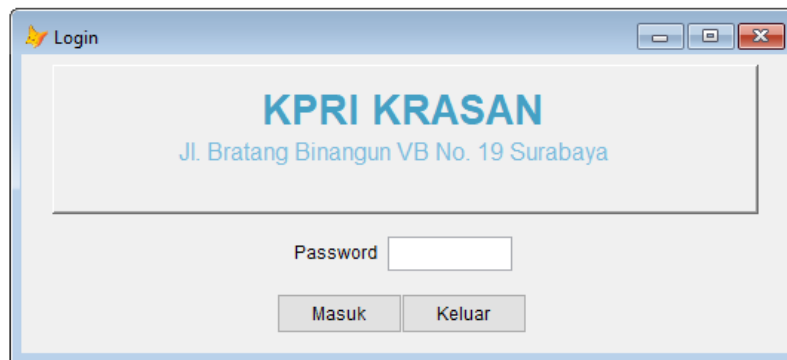 Login
KPRI KRASAN
Jl. Bratang Binangun VB No. 19 Surabaya
Password
Masuk Keluar